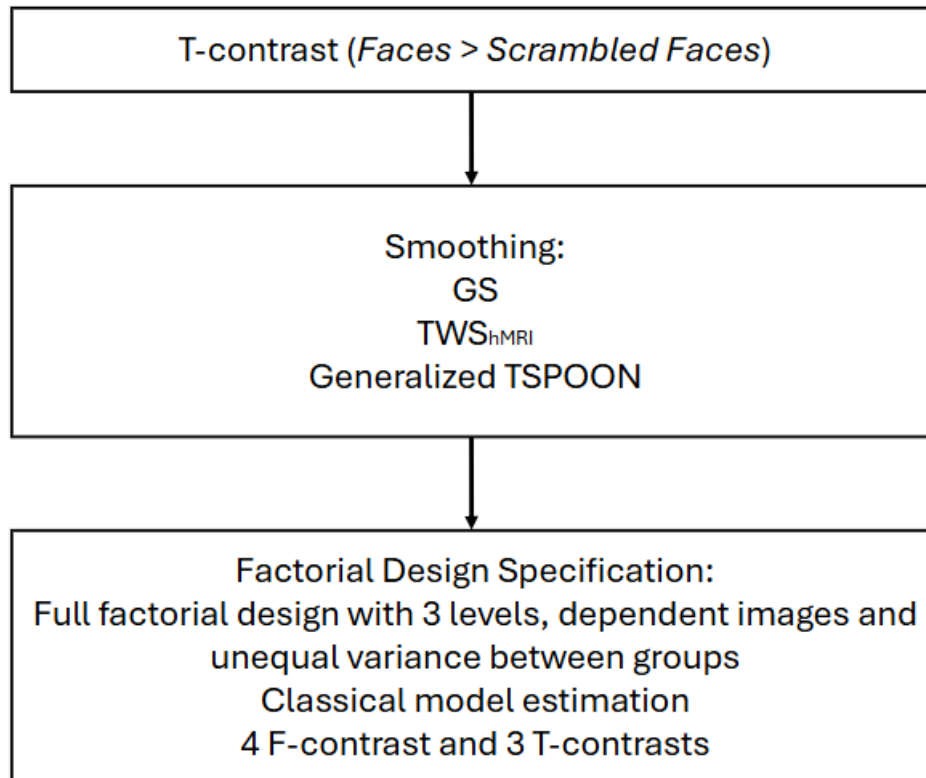 T-contrast (Faces > Scrambled Faces)
Smoothing:
GS
TWShMRI
Generalized TSPOON
Factorial Design Specification:
Full factorial design with 3 levels, dependent images and
unequal variance between groups
Classical model estimation
4 F-contrast and 3 T-contrasts